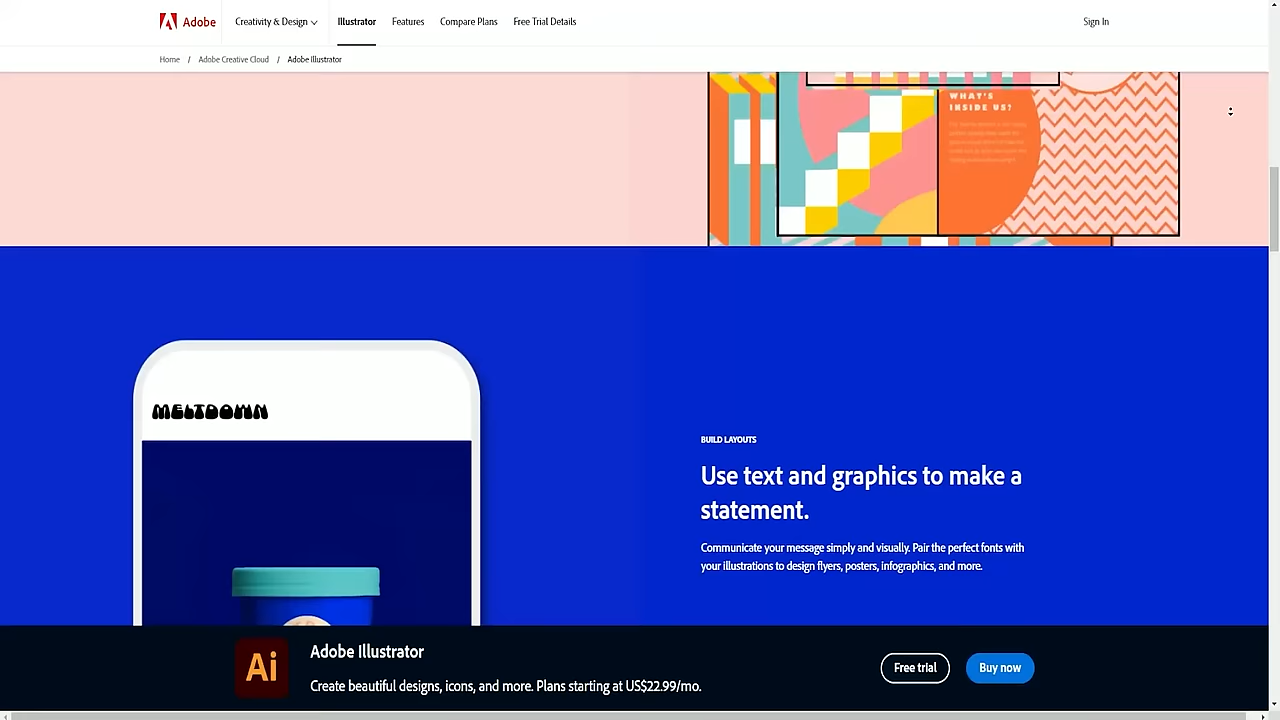 Adobe
Creativity & Design
Illustrator
Features
Compare Plans
Free Trial Details
Sign In
Home / Adobe Creative Cloud / Adobe Illustrator
WHAT'S
INSIDE US?
MELTDOWN
BUILD LAYOUTS
Use text and graphics to make a
statement.
Communicate your message simply and visually. Pair the perfect fonts with
your illustrations to design flyers, posters, infographics, and more.
Ai
Adobe Illustrator
Create beautiful designs, icons, and more. Plans starting at US$22.99/mo.
Free trial
Buy now